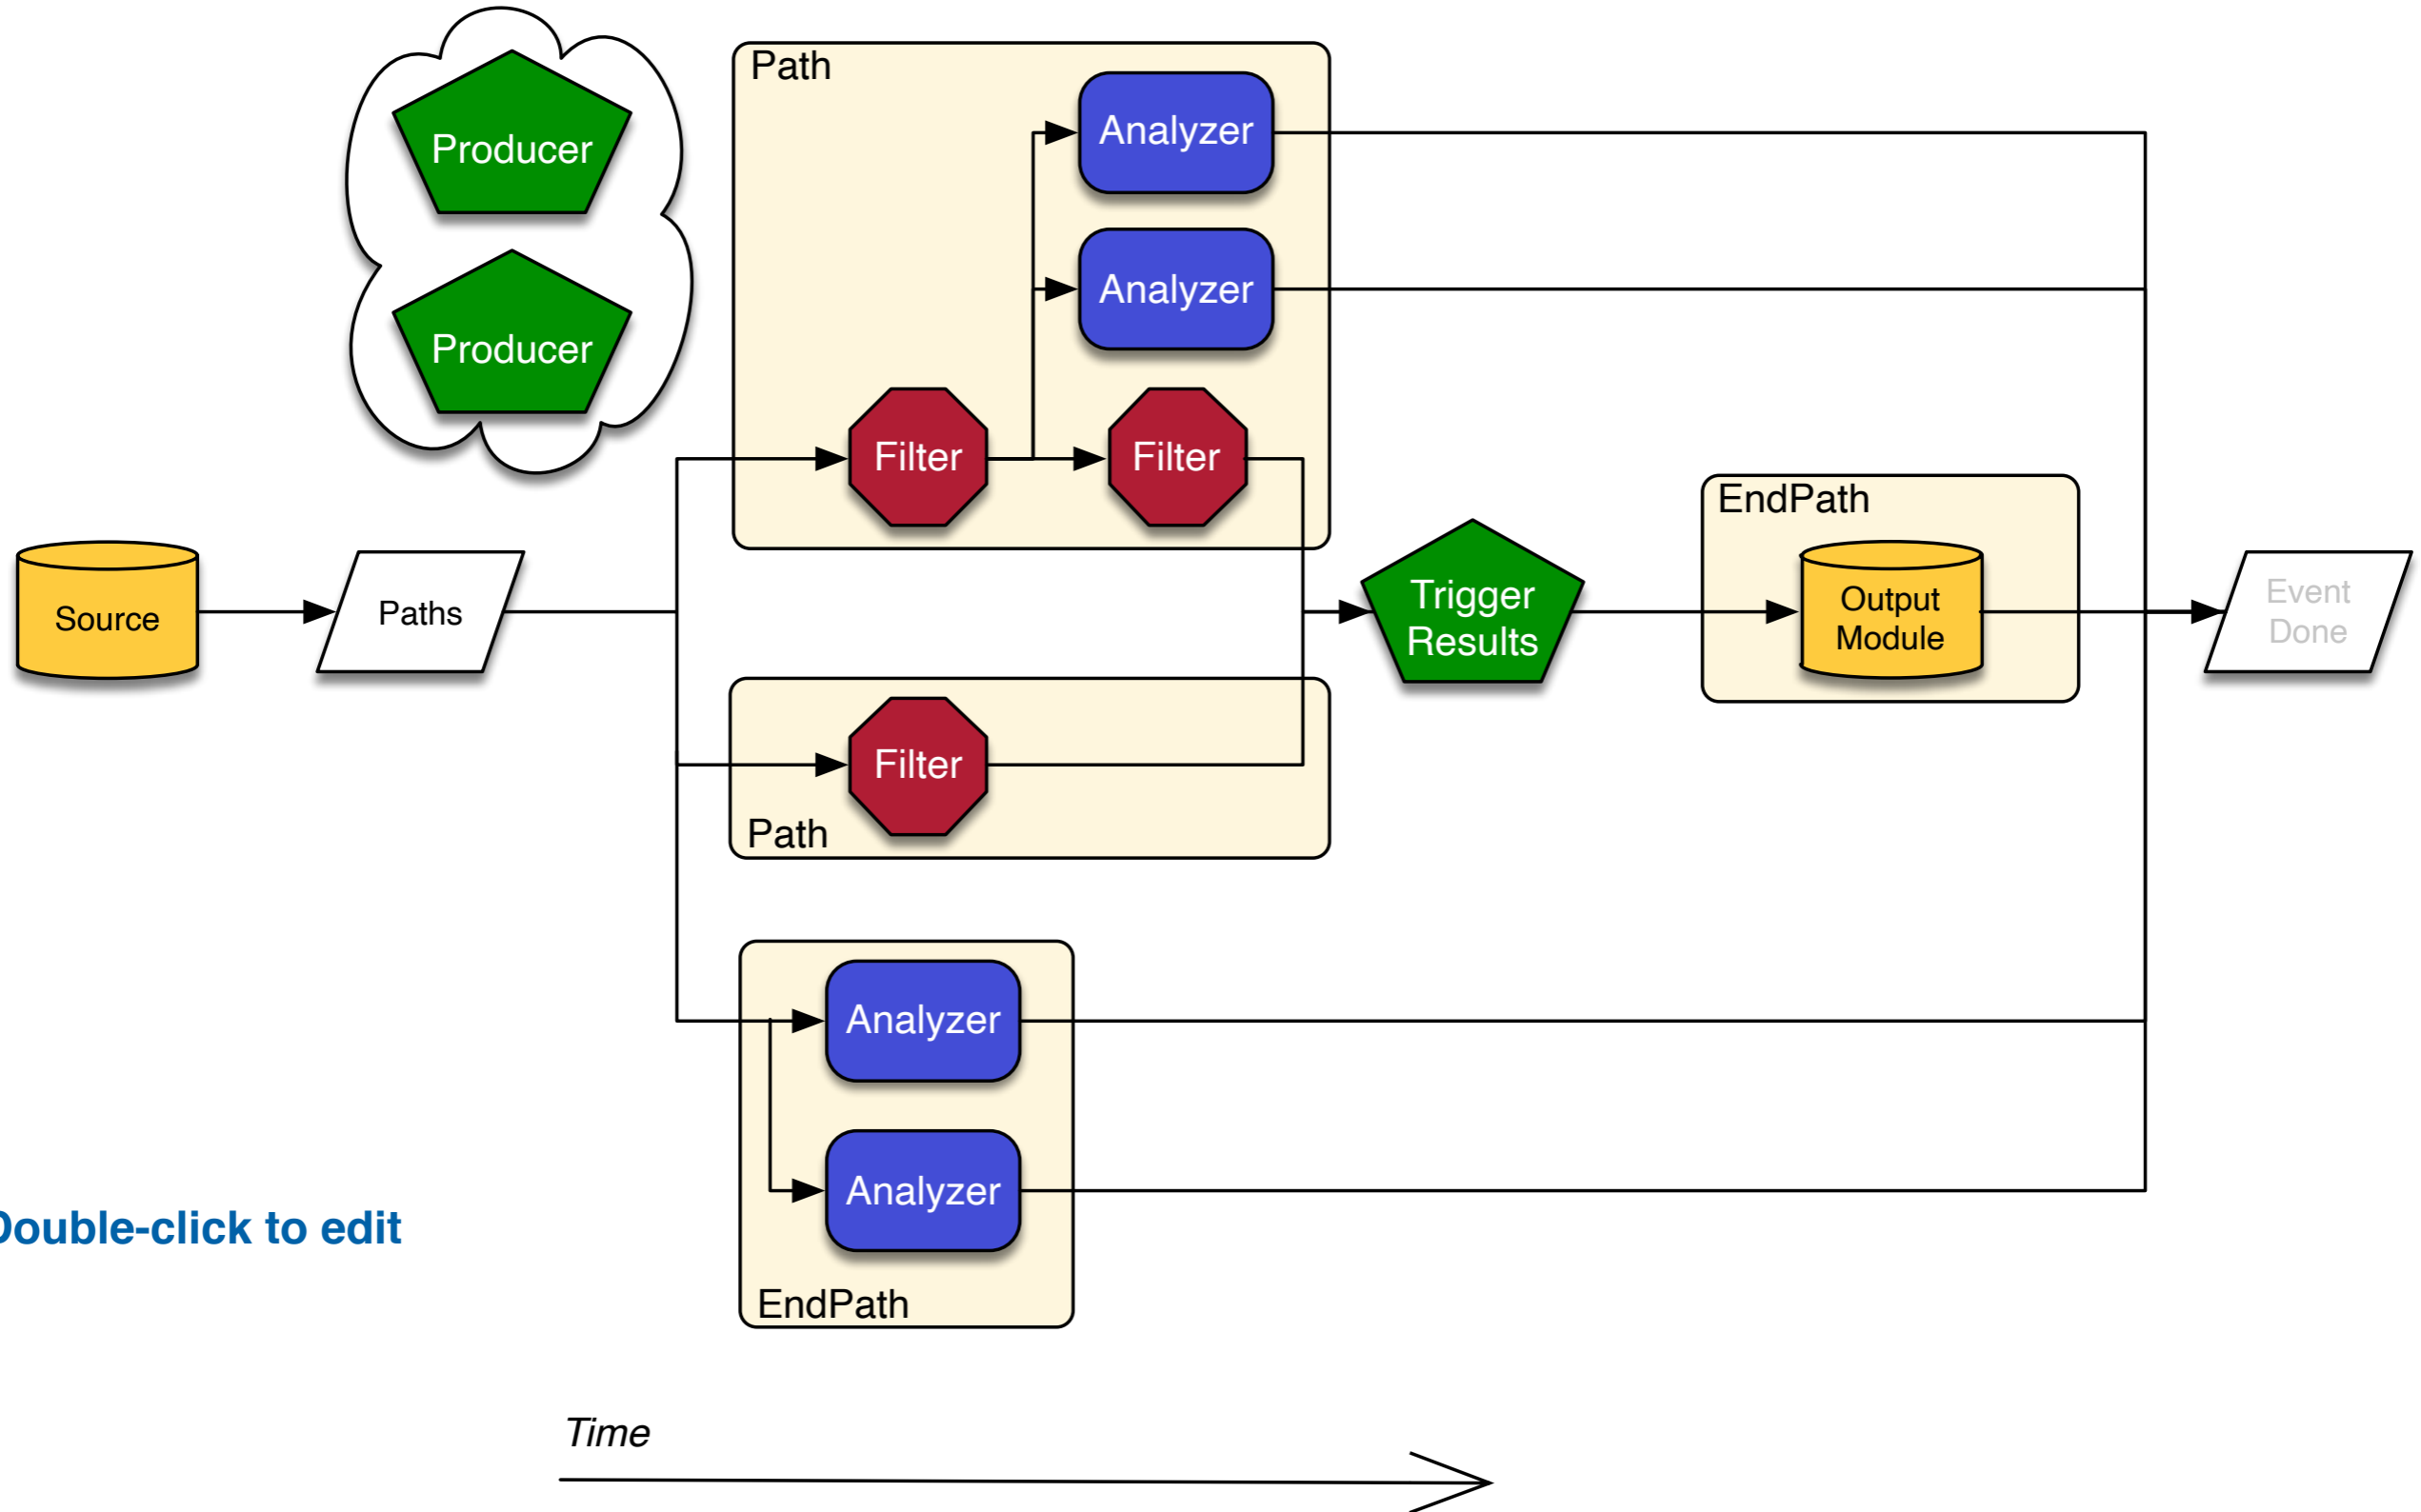 Producer
Producer
Path
Analyzer
Analyzer
Filter
Filter
Source
Paths
Trigger
Results
EndPath
Output
Module
Event
Done
Filter
Path
Analyzer
Analyzer
EndPath
Double-click to edit
Time